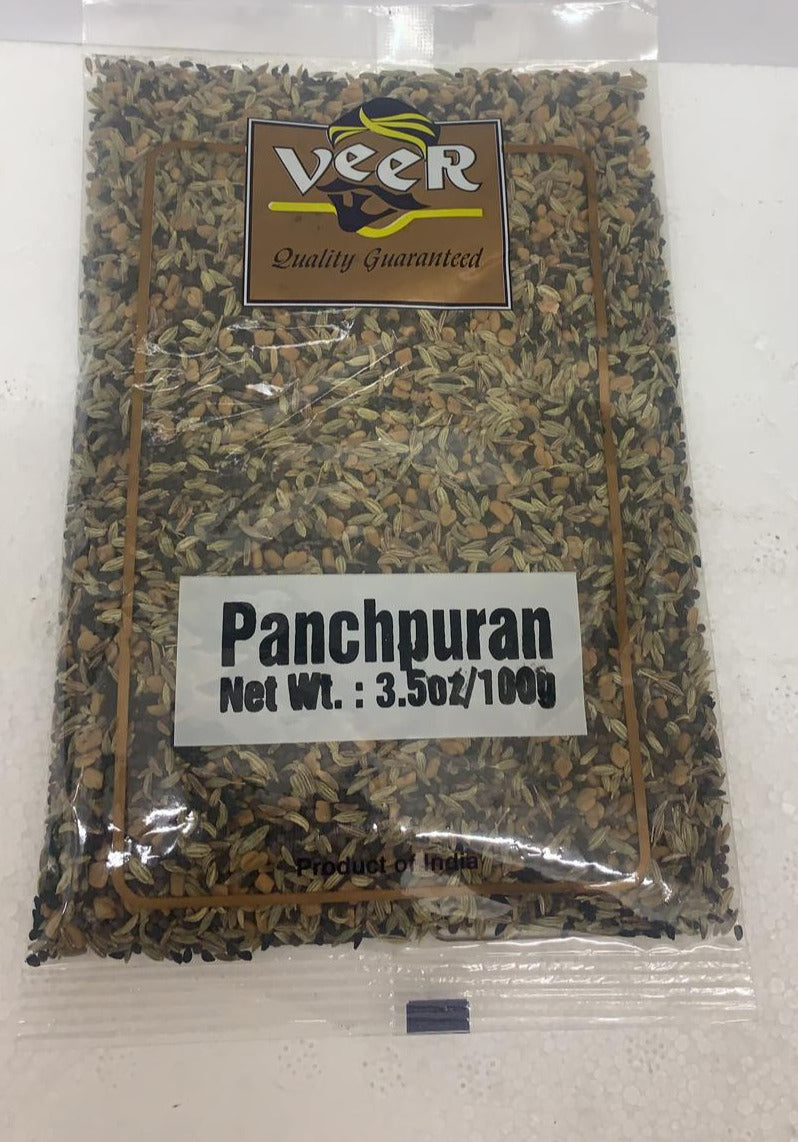 VeeR
Quality Guaranteed
Panchpuran
Net Wt. : 3.5oz/100g
Product of India